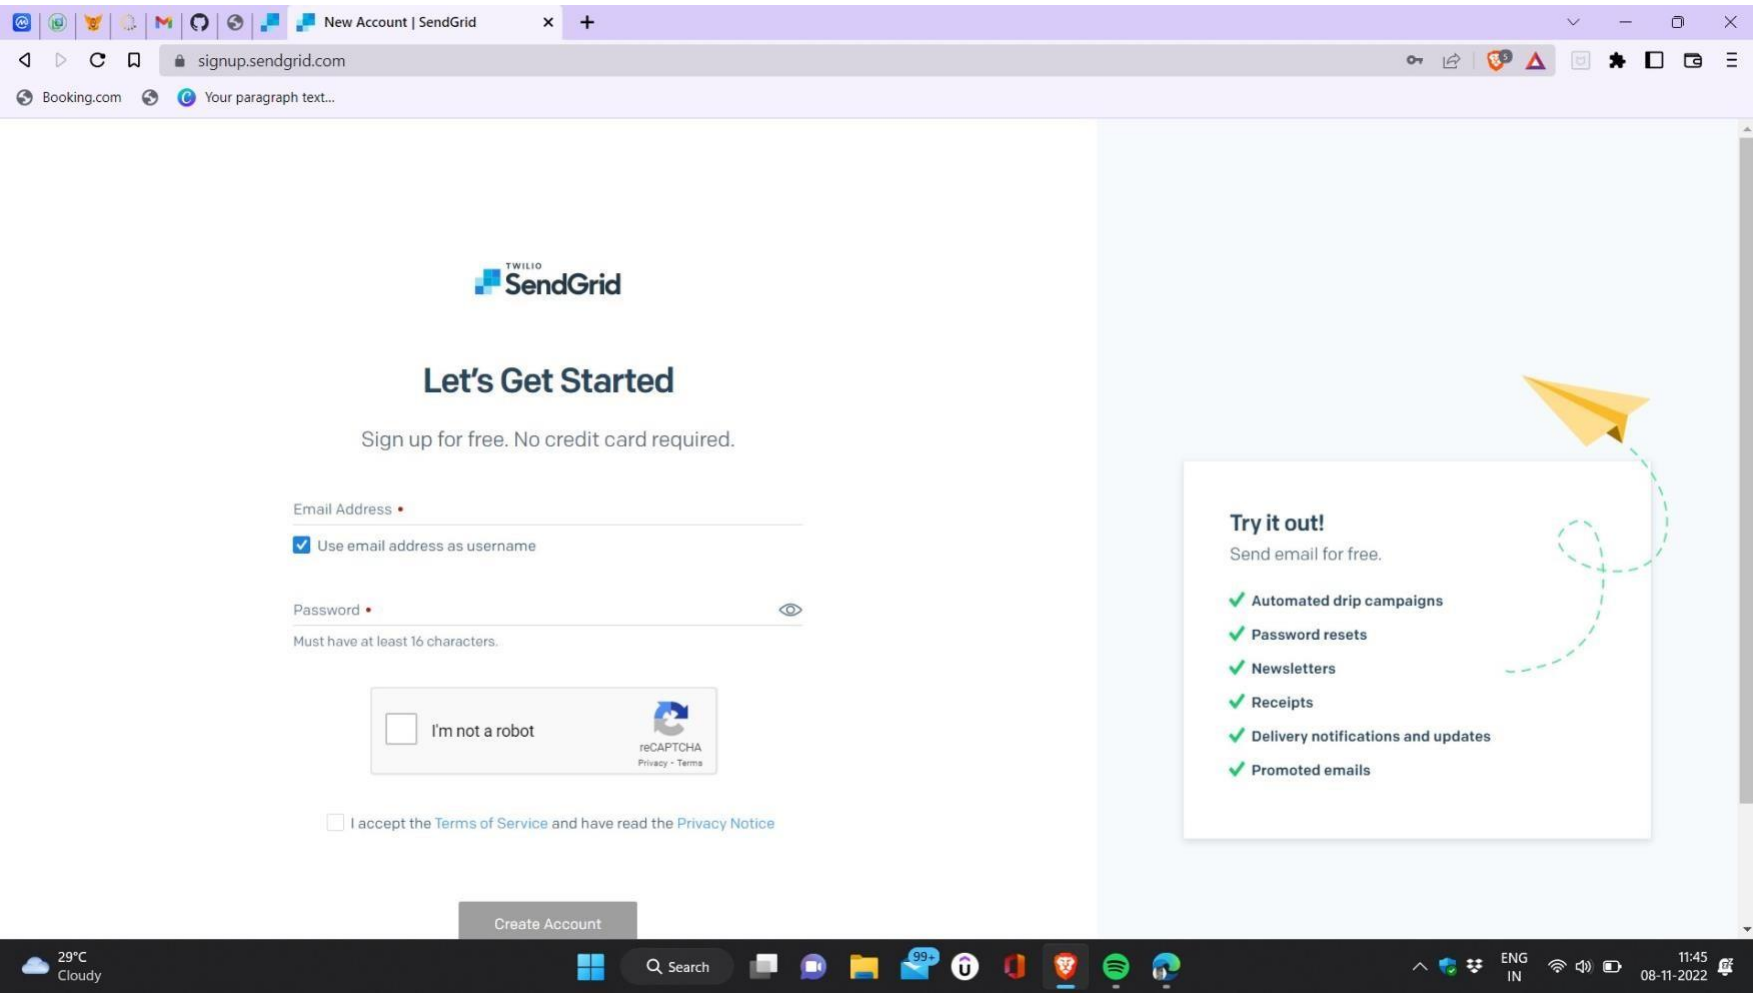 New Account | SendGrid
signup.sendgrid.com
5
Booking.com
Your paragraph text...
TWILIO
SendGrid
Let's Get Started
Sign up for free. No credit card required.
Email Address •
Use email address as username
Password •
Must have at least 16 characters.
I'm not a robot
reCAPTCHA
Privacy - Terms
I accept the Terms of Service and have read the Privacy Notice
Create Account
Try it out!
Send email for free.
Automated drip campaigns
Password resets
Newsletters
Receipts
Delivery notifications and updates
Promoted emails
29°C
Cloudy
Search
99+
ENG
IN
11:45
08-11-2022